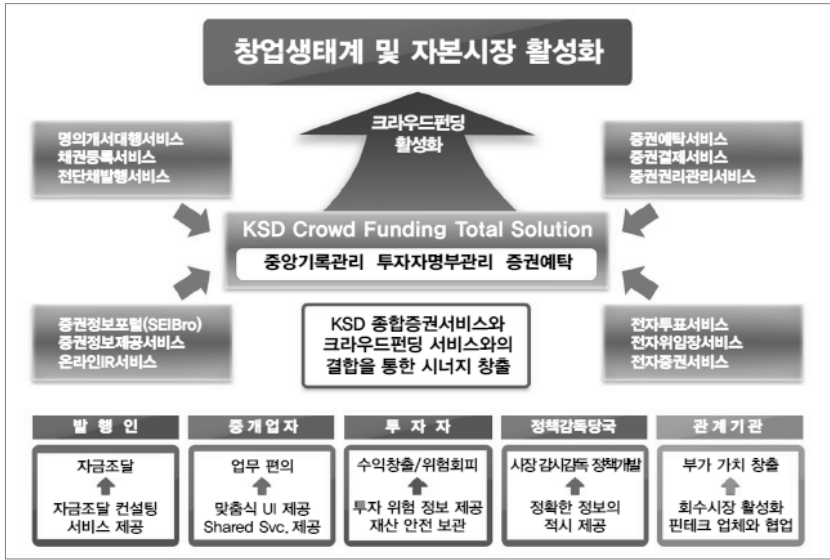 창업생태계 및 자본시장 활성화
크라우드펀딩
활성화
명의개서대행서비스
채권등록서비스
전단채발행서비스
증권예탁서비스
증권결제서비스
증권권리관리서비스
KSD Crowd Funding Total Solution
중앙기록관리 투자자명부관리 증권예탁
증권정보포털(SEIBro)
증권정보제공서비스
온라인IR서비스
KSD 종합증권서비스와
크라우드펀딩 서비스와의
결합을 통한 시너지 창출
전자투표서비스
전자위임장서비스
전자증권서비스
발 행 인
자금조달
자금조달 컨설팅
서비스 제공
중개업자
업무 편의
맞춤식 UI 제공
Shared Svc. 제공
투 자 자
수익창출/위험회피
투자 위험 정보 제공
재산 안전 보관
정책감독당국
시장 감시감독 정책개발
정확한 정보의
적시 제공
관계기관
부가 가치 창출
회수시장 활성화
핀테크 업체와 협업